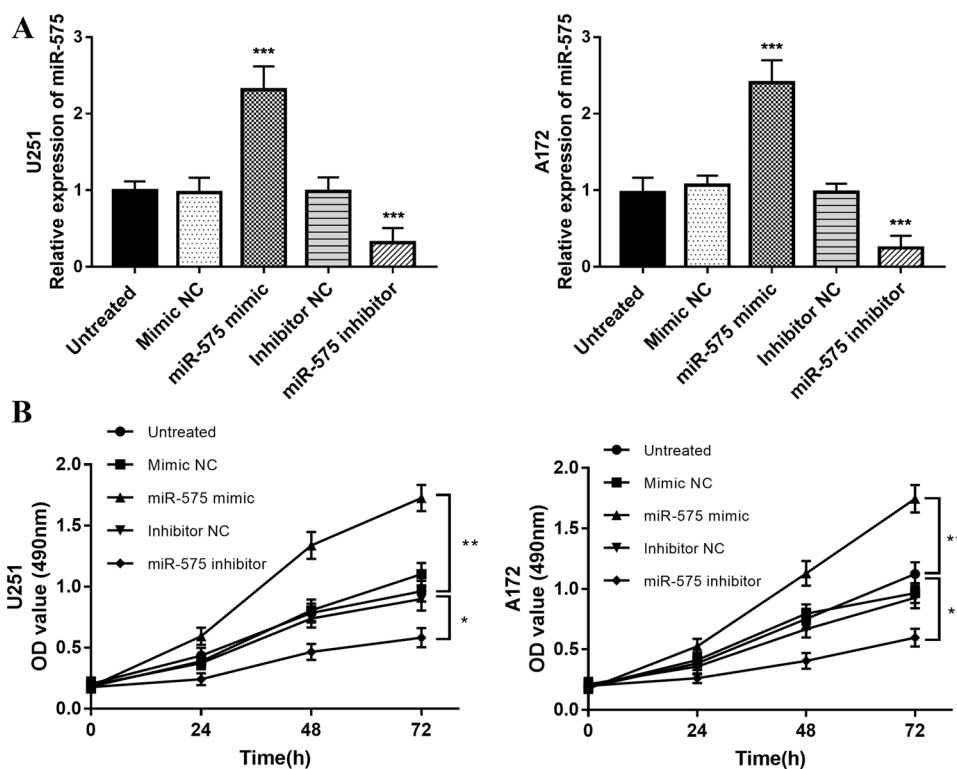 A
U251
Relative expression of miR-575
3
2
1
0
***
***
Untreated
Mimic NC
miR-575 mimic
Inhibitor NC
miR-575 inhibitor
A172
Relative expression of miR-575
3
2
1
0
***
***
Untreated
Mimic NC
miR-575 mimic
Inhibitor NC
miR-575 inhibitor
B
Untreated
Mimic NC
miR-575 mimic
Inhibitor NC
miR-575 inhibitor
U251
OD value (490nm)
2.0
1.5
1.0
0.5
0.0
**
*
0
24
48
72
Time(h)
Untreated
Mimic NC
miR-575 mimic
Inhibitor NC
miR-575 inhibitor
A172
OD value (490nm)
2.0
1.5
1.0
0.5
0.0
**
*
0
24
48
72
Time(h)